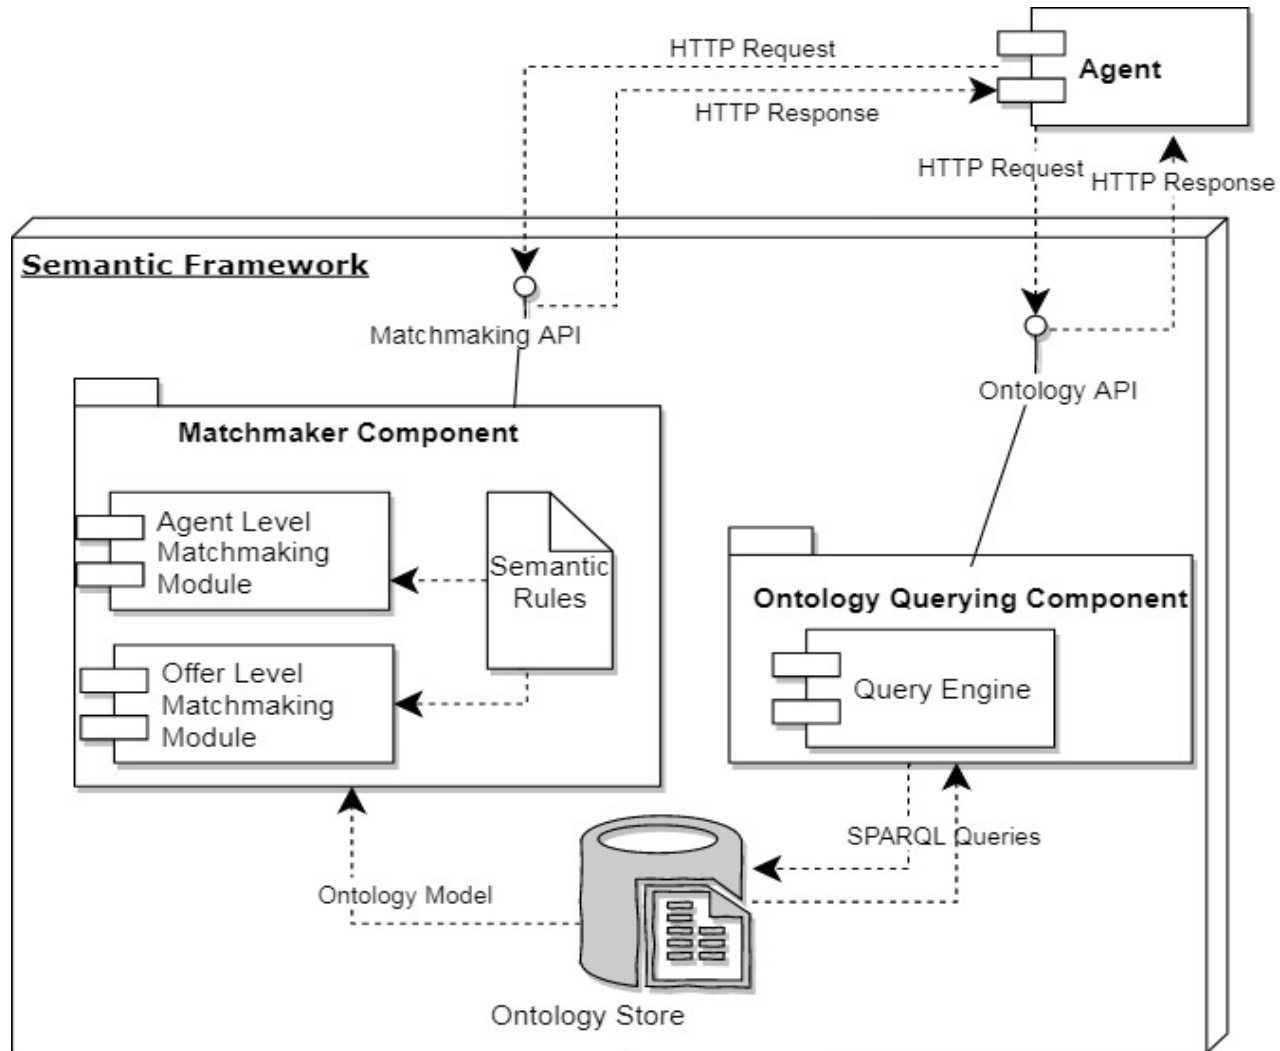 HTTP Request
Agent
HTTP Response
HTTP Request
HTTP Response
Semantic Framework
Matchmaking API
Ontology API
Matchmaker Component
Agent Level
Matchmaking
Module
Semantic
Rules
Ontology Querying Component
Offer Level
Matchmaking
Module
Query Engine
SPARQL Queries
Ontology Model
Ontology Store